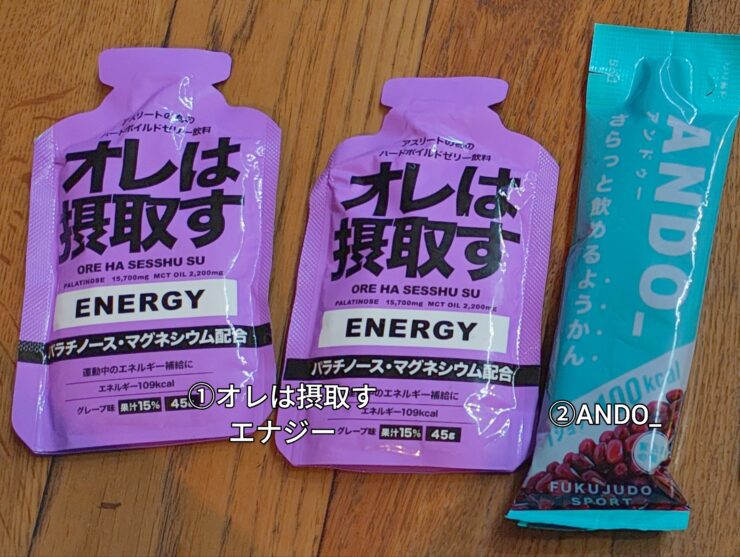 アスリートのための
ハードボイルドゼリー飲料
オレは
摂取す
ORE HA SESSHU SU
PALATINOSE 15,700mg MCT OIL 2,200mg
ENERGY
パラチノース・マグネシウム配合
運動中のエネルギー補給に
エネルギー109kcal
グレープ味 果汁15% 45g
アスリートのための
ハードボイルドゼリー飲料
オレは
摂取す
ORE HA SESSHU SU
PALATINOSE 15,700mg MCT OIL 2,200mg
ENERGY
パラチノース・マグネシウム配合
のエネルギー補給に
エネルギー109kcal
グレープ味 果汁15% 45g
①オレは摂取す
エナジー
ANDO_
アンドゥー
さらっと飲めるようかん
100kcal
FUKUJUDO
SPORT
②ANDO_